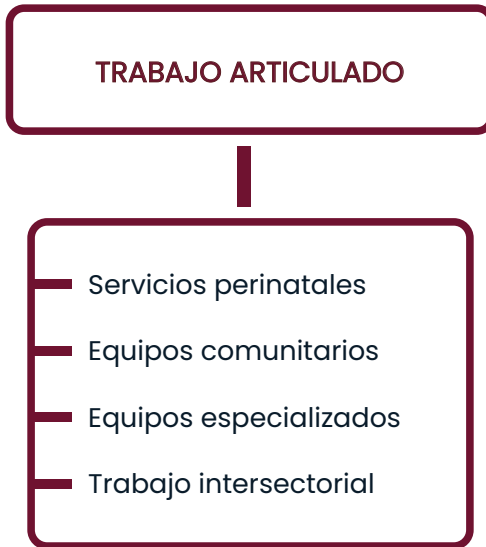 TRABAJO ARTICULADO
Servicios perinatales
Equipos comunitarios
Equipos especializados
Trabajo intersectorial